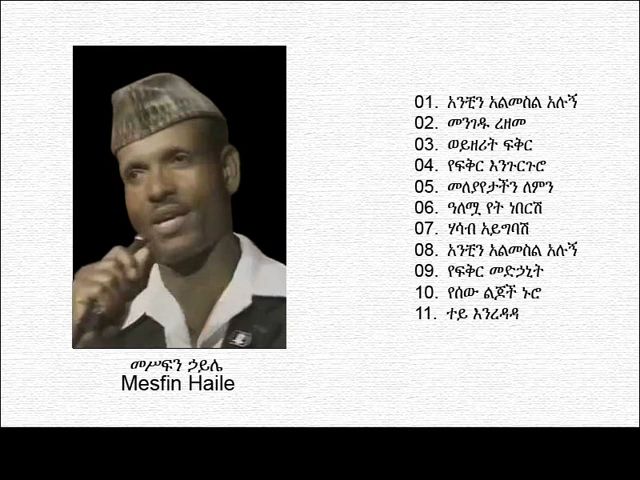 01. አንቺን አልመስል አሉኝ
02. መንገዱ ረዘመ
03. ወይዘሪት ፍቅር
04. የፍቅር እንጉርጉሮ
05. መለያየታችን ለምን
06. ዓለሟ የት ነበርሽ
07. ሃሳብ አይግባሽ
08. አንቺን አልመስል አሉኝ
09. የፍቅር መድኃኒት
10. የሰው ልጆች ኑሮ
11. ተይ እንረዳዳ
መሥፍን ኃይሌ
Mesfin Haile